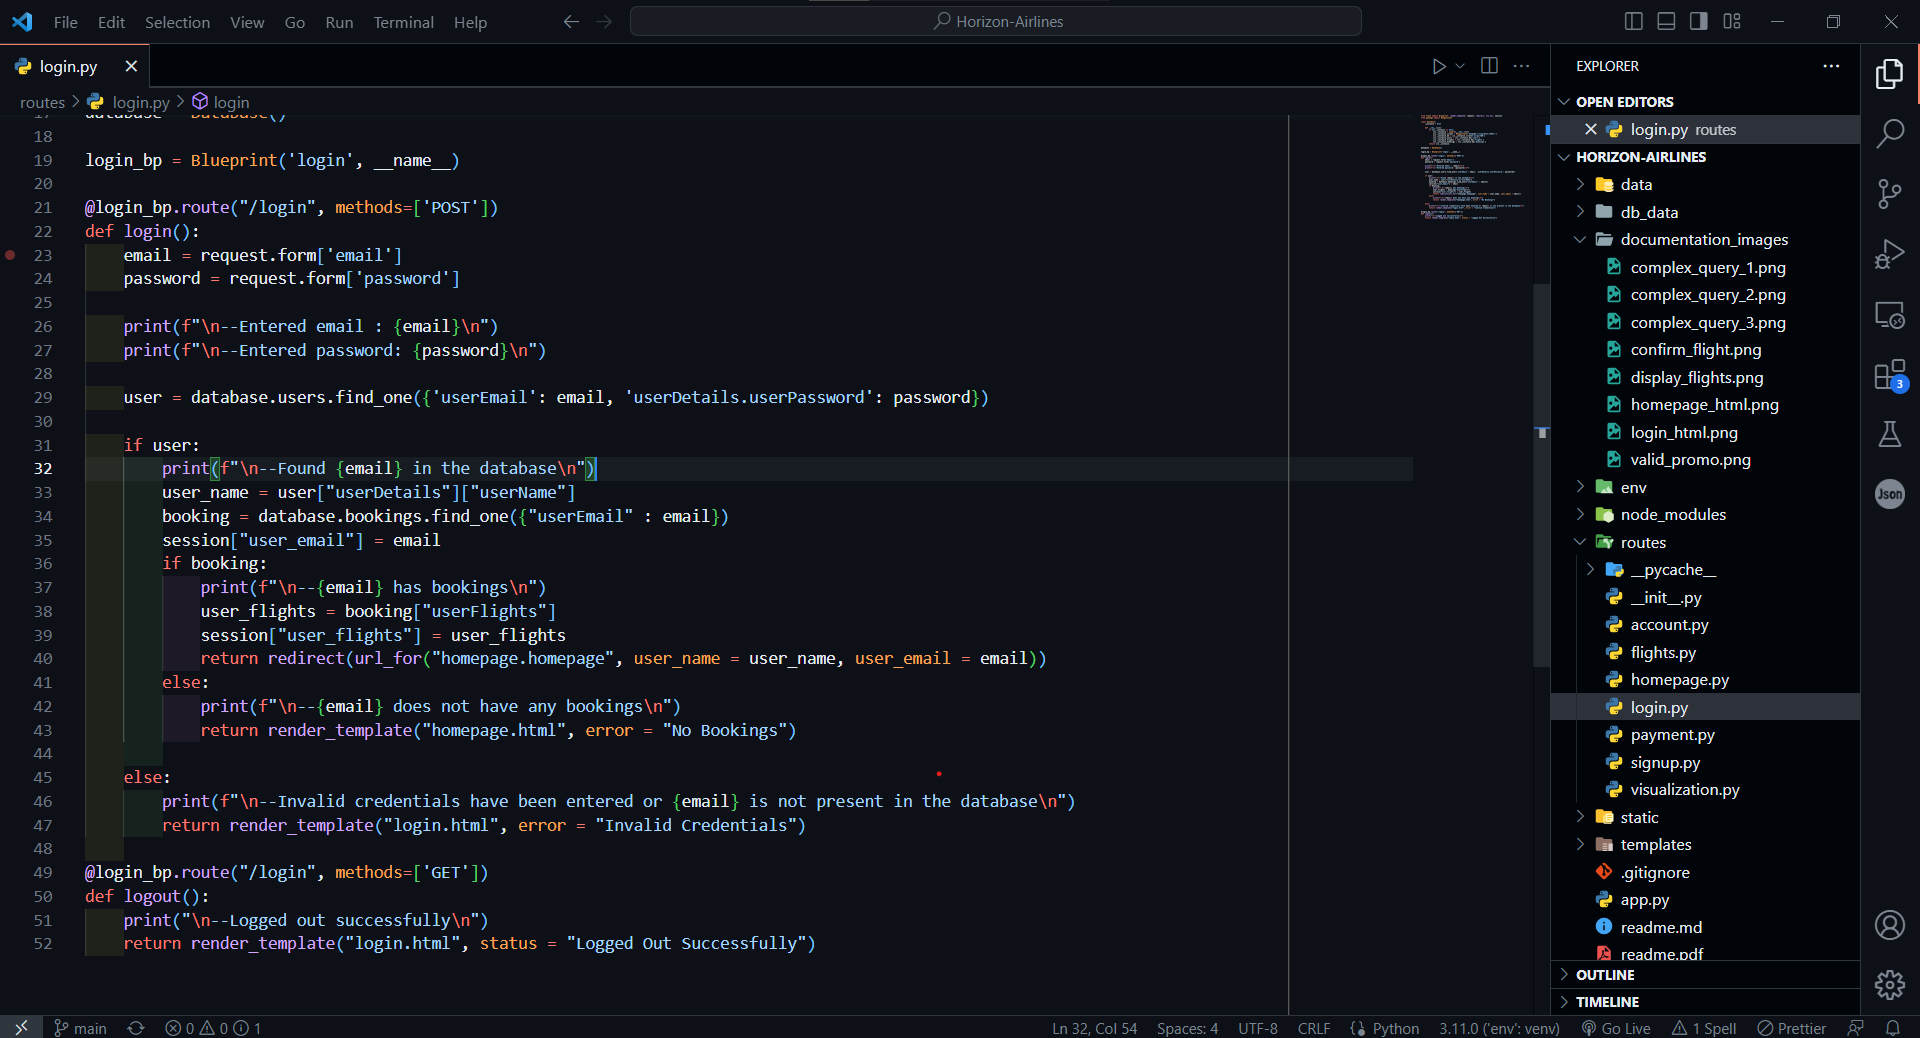 File Edit Selection View Go Run Terminal Help
Horizon-Airlines
login.py
routes > login.py > login
17 database = Database()
18
19 login_bp = Blueprint('login', __name__)
20
21 @login_bp.route("/login", methods=['POST'])
22 def login():
23 email = request.form['email']
24 password = request.form['password']
25
26 print(f"\n--Entered email : {email}\n")
27 print(f"\n--Entered password: {password}\n")
28
29 user = database.users.find_one({'userEmail': email, 'userDetails.userPassword': password})
30
31 if user:
32 print(f"\n--Found {email} in the database\n")
33 user_name = user["userDetails"]["userName"]
34 booking = database.bookings.find_one({"userEmail" : email})
35 session["user_email"] = email
36 if booking:
37 print(f"\n--{email} has bookings\n")
38 user_flights = booking["userFlights"]
39 session["user_flights"] = user_flights
40 return redirect(url_for("homepage.homepage", user_name = user_name, user_email = email))
41 else:
42 print(f"\n--{email} does not have any bookings\n")
43 return render_template("homepage.html", error = "No Bookings")
44
45 else:
46 print(f"\n--Invalid credentials have been entered or {email} is not present in the database\n")
47 return render_template("login.html", error = "Invalid Credentials")
48
49 @login_bp.route("/login", methods=['GET'])
50 def logout():
51 print("\n--Logged out successfully\n")
52 return render_template("login.html", status = "Logged Out Successfully")
EXPLORER
OPEN EDITORS
login.py routes
HORIZON-AIRLINES
data
db_data
documentation_images
complex_query_1.png
complex_query_2.png
complex_query_3.png
confirm_flight.png
display_flights.png
homepage_html.png
login_html.png
valid_promo.png
env
node_modules
routes
__pycache__
__init__.py
account.py
flights.py
homepage.py
login.py
payment.py
signup.py
visualization.py
static
templates
.gitignore
app.py
readme.md
readme.pdf
OUTLINE
TIMELINE
3
Json
main 0 0 1 Ln 32, Col 54 Spaces: 4 UTF-8 CRLF Python 3.11.0 ('env': venv) Go Live 1 Spell Prettier